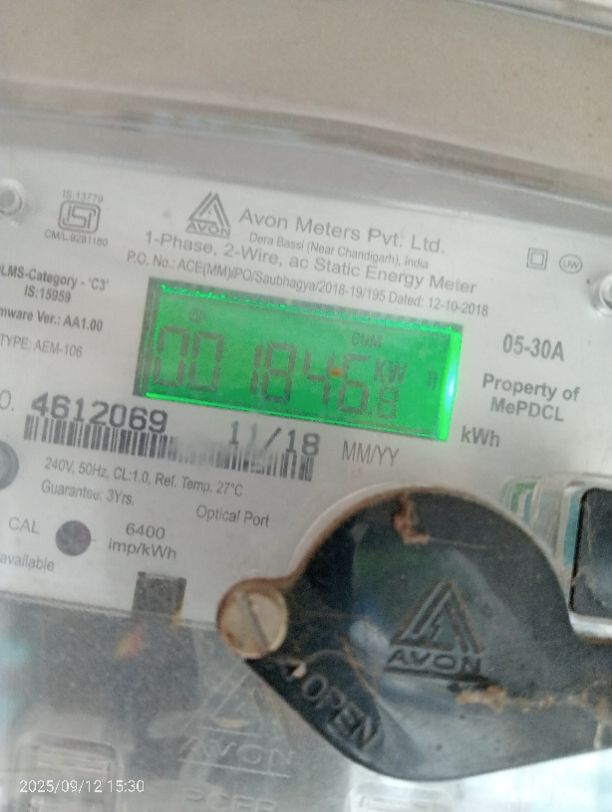 IS:13779
CM/L.9281180
AVON
Avon Meters Pvt. Ltd.
Dera Bassi (Near Chandigarh), India
1-Phase, 2-Wire, ac Static Energy Meter
P.O. No.: ACE(MM)/PO/Saubhagya/2018-19/195 Dated: 12-10-2018
LMS-Category - 'C3'
IS:15959
mware Ver.: AA1.00
TYPE: AEM-106
CUM
001846.8
KW h
05-30A
Property of
MePDCL
kWh
O. 4612069 11/18 MM/YY
240V, 50Hz, CL:1.0, Ref. Temp. 27°C
Guarantee: 3Yrs.
Optical Port
CAL
6400
imp/kWh
available
AVON
OPEN
AVON
2025/09/12 15:30